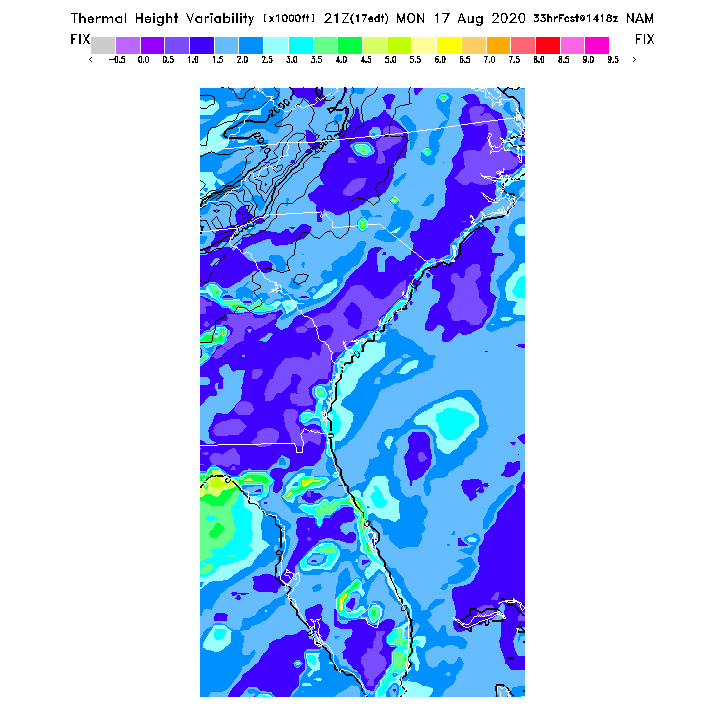 Thermal Height Variability [x1000ft] 21Z(17edt) MON 17 Aug 2020 33hrFcst@1418z NAM
FIX FIX
< -0.5 0.0 0.5 1.0 1.5 2.0 2.5 3.0 3.5 4.0 4.5 5.0 5.5 6.0 6.5 7.0 7.5 8.0 8.5 9.0 9.5 >